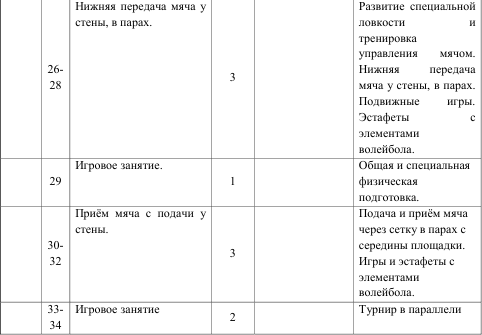 Нижняя передача мяча у
стены, в парах.
26-
28
3
Развитие специальной
ловкости и
тренировка
управления мячом.
Нижняя передача
мяча у стены, в парах.
Подвижные игры.
Эстафеты с
элементами
волейбола.
29
Игровое занятие.
1
Общая и специальная
физическая
подготовка.
30-
32
Приём мяча с подачи у
стены.
3
Подача и приём мяча
через сетку в парах с
середины площадки.
Игры и эстафеты с
элементами
волейбола.
33-
34
Игровое занятие
2
Турнир в параллели